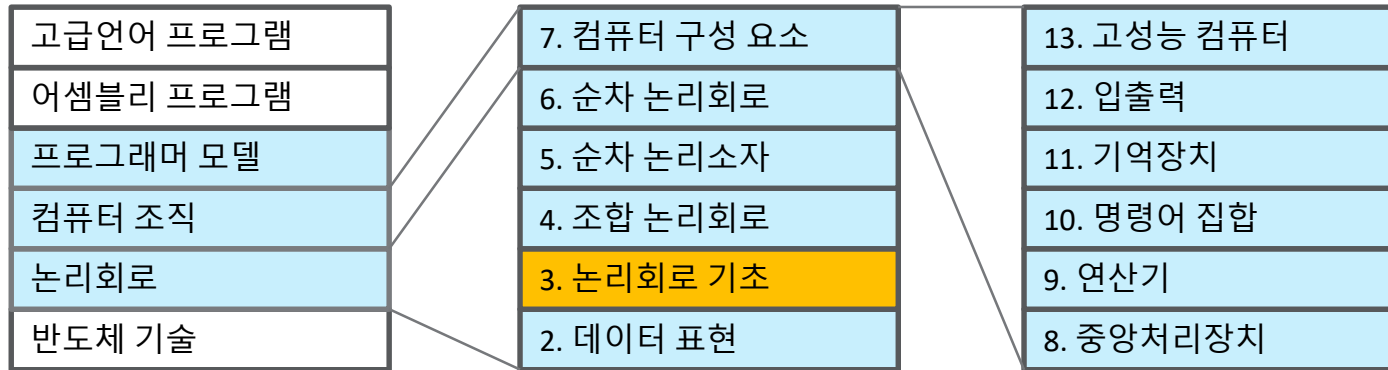 고급언어 프로그램
어셈블리 프로그램
프로그래머 모델
컴퓨터 조직
논리회로
반도체 기술
7. 컴퓨터 구성 요소
6. 순차 논리회로
5. 순차 논리소자
4. 조합 논리회로
3. 논리회로 기초
2. 데이터 표현
13. 고성능 컴퓨터
12. 입출력
11. 기억장치
10. 명령어 집합
9. 연산기
8. 중앙처리장치